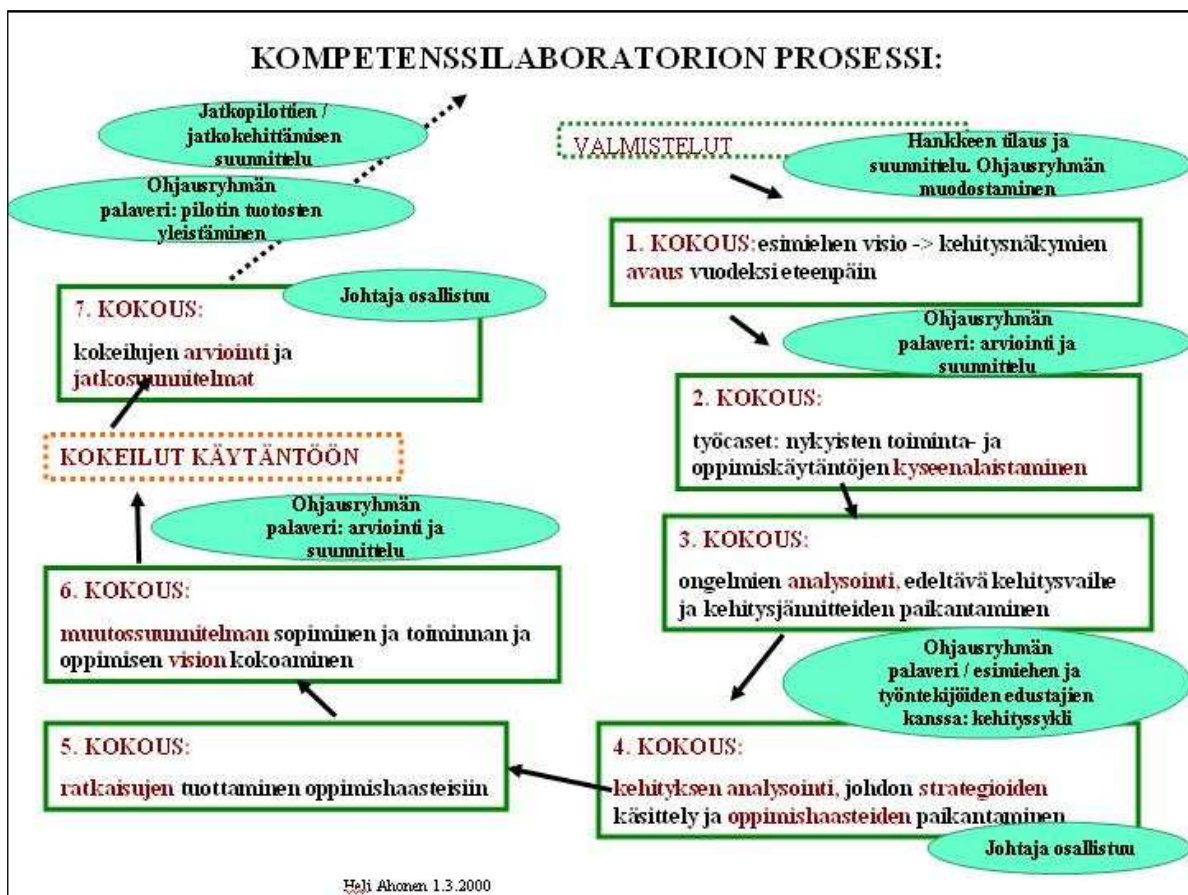 KOMPETENSSILABORATORION PROSESSI:
VALMISTELUT
Hankkeen tilaus ja
suunnittelu. Ohjausryhmän
muodostaminen
1. KOKOUS:esimiehen visio -> kehitysnäkymien
avaus vuodeksi eteenpäin
Ohjausryhmän
palaveri: arviointi ja
suunnittelu
2. KOKOUS:
työcaset: nykyisten toiminta- ja
oppimiskäytäntöjen kyseenalaistaminen
3. KOKOUS:
ongelmien analysointi, edeltävä kehitysvaihe
ja kehitysjännitteiden paikantaminen
Ohjausryhmän
palaveri / esimiehen ja
työntekijöiden edustajien
kanssa: kehityssykli
4. KOKOUS:
kehityksen analysointi, johdon strategioiden
käsittely ja oppimishaasteiden paikantaminen
Johtaja osallistuu
5. KOKOUS:
ratkaisujen tuottaminen oppimishaasteisiin
6. KOKOUS:
muutossuunnitelman sopiminen ja toiminnan ja
oppimisen vision kokoaminen
Ohjausryhmän
palaveri: arviointi ja
suunnittelu
KOKEILUT KÄYTÄNTÖÖN
7. KOKOUS:
kokeilujen arviointi ja
jatkosuunnitelmat
Johtaja osallistuu
Ohjausryhmän
palaveri: pilotin tuotosten
yleistäminen
Jatkopilottien /
jatkokehittämisen
suunnittelu
Heli Ahonen 1.3.2000